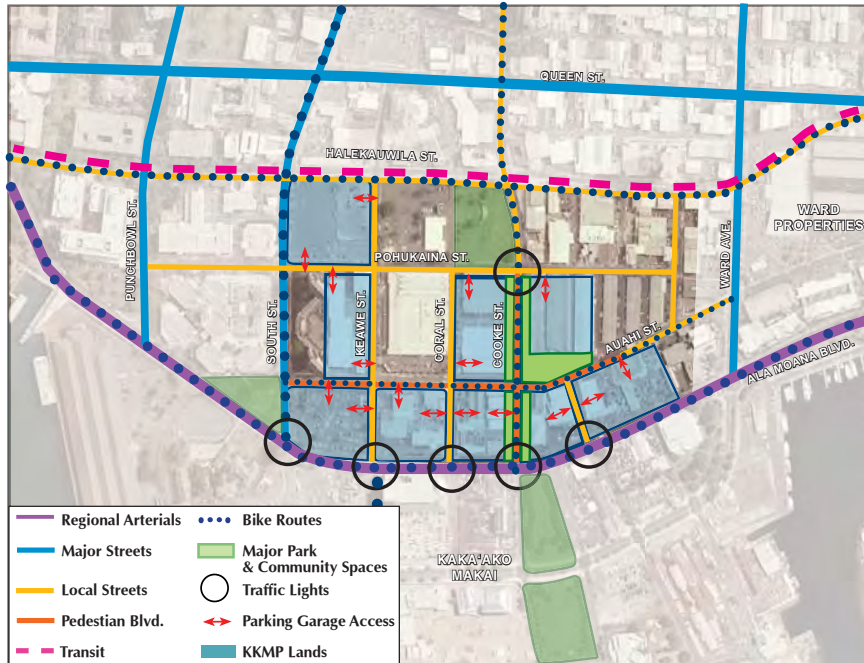 QUEEN ST.
HALEKAUWILA ST.
PUNCHBOWL ST.
WARD AVE.
WARD
PROPERTIES
POHUKAINA ST.
SOUTH ST.
KEAWE ST.
CORAL ST.
COOKE ST.
AUAHI ST.
ALA MOANA BLVD.
KAKA'AKO
MAKAI
Regional Arterials
Major Streets
Local Streets
Pedestian Blvd.
Transit
Bike Routes
Major Park
& Community Spaces
Traffic Lights
Parking Garage Access
KKMP Lands